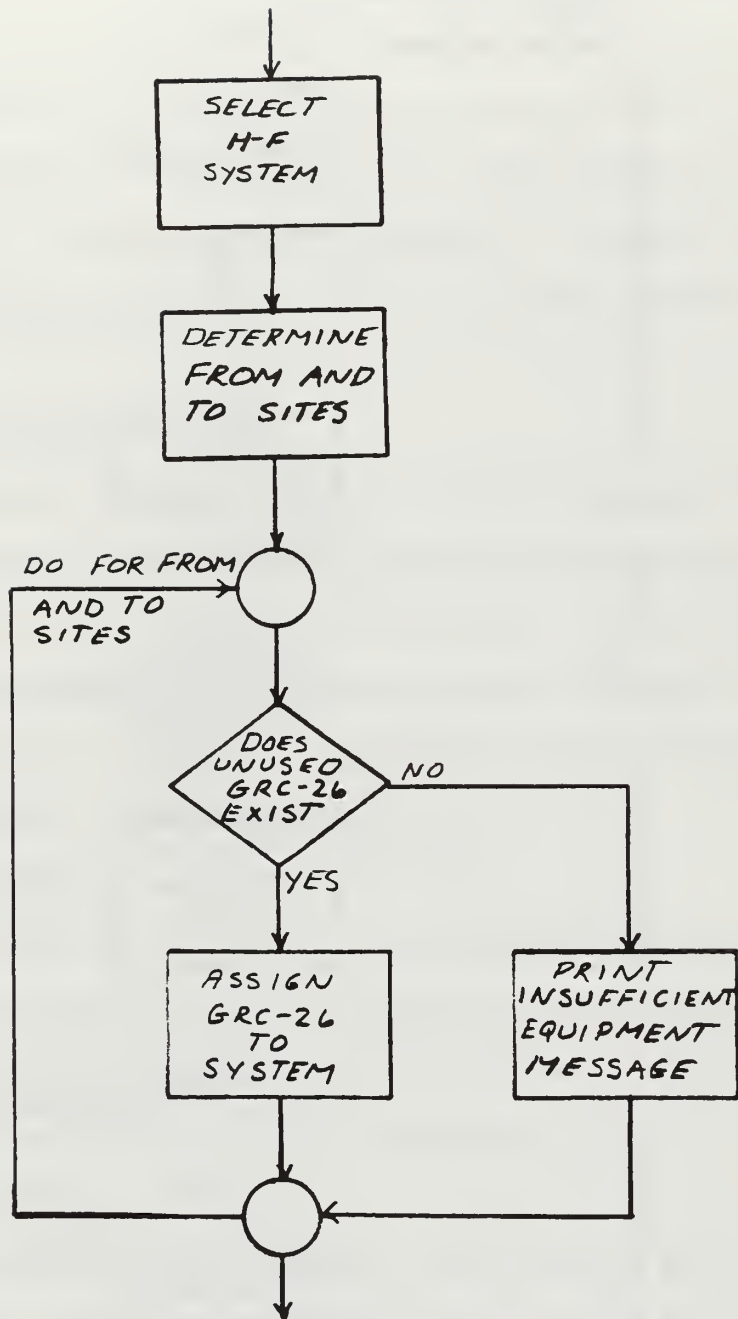 SELECT
H-F
SYSTEM
DETERMINE
FROM AND
TO SITES
DO FOR FROM
AND TO
SITES
DOES
UNUSED
GRC-26
EXIST
NO
YES
ASSIGN
GRC-26
TO
SYSTEM
PRINT
INSUFFICIENT
EQUIPMENT
MESSAGE